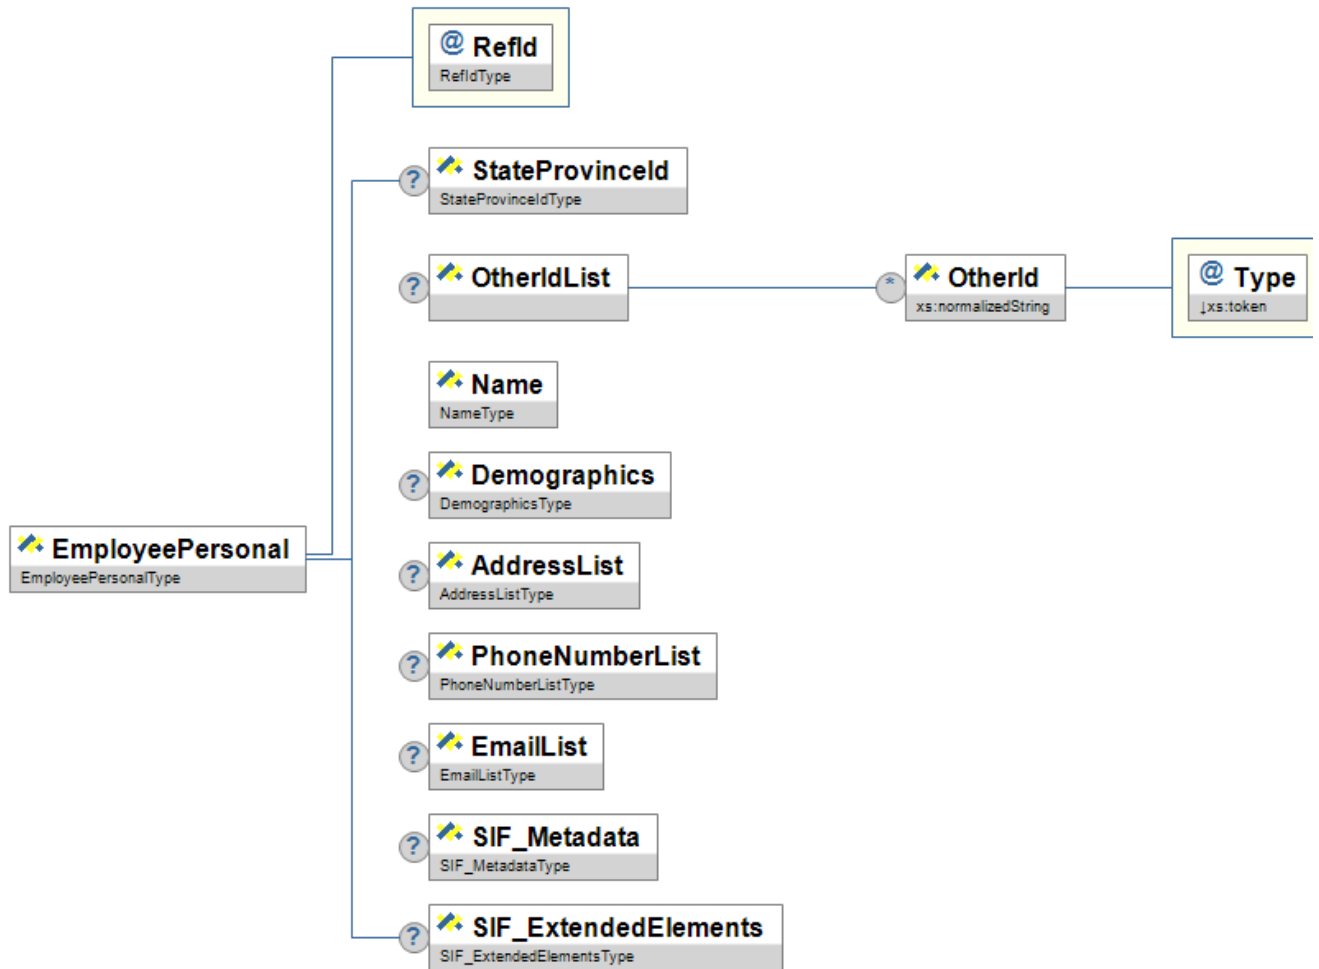 @ RefId
RefIdType
? StateProvinceId
StateProvinceIdType
? OtherIdList
* OtherId
xs:normalizedString
@ Type
↓xs:token
Name
NameType
? Demographics
DemographicsType
EmployeePersonal
EmployeePersonalType
? AddressList
AddressListType
? PhoneNumberList
PhoneNumberListType
? EmailList
EmailListType
? SIF_Metadata
SIF_MetadataType
? SIF_ExtendedElements
SIF_ExtendedElementsType